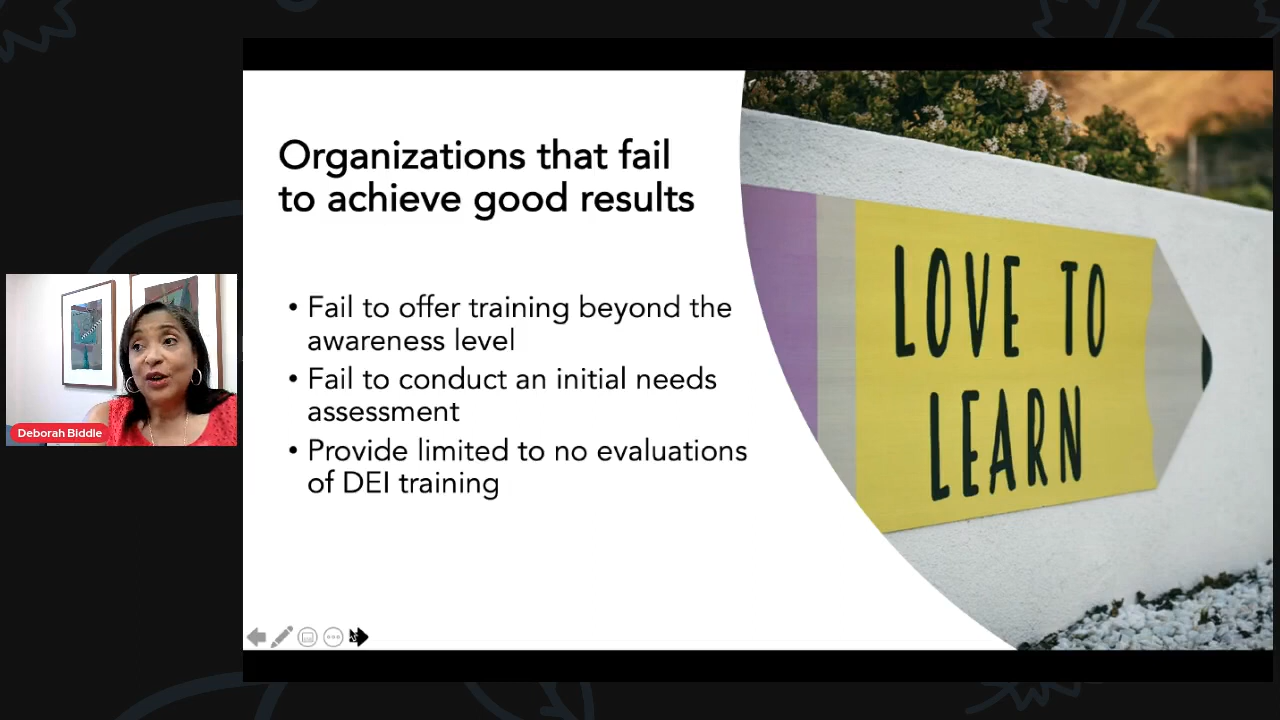 Organizations that fail
to achieve good results
• Fail to offer training beyond the
awareness level
• Fail to conduct an initial needs
assessment
• Provide limited to no evaluations
of DEI training
LOVE TO
LEARN
Deborah Biddle